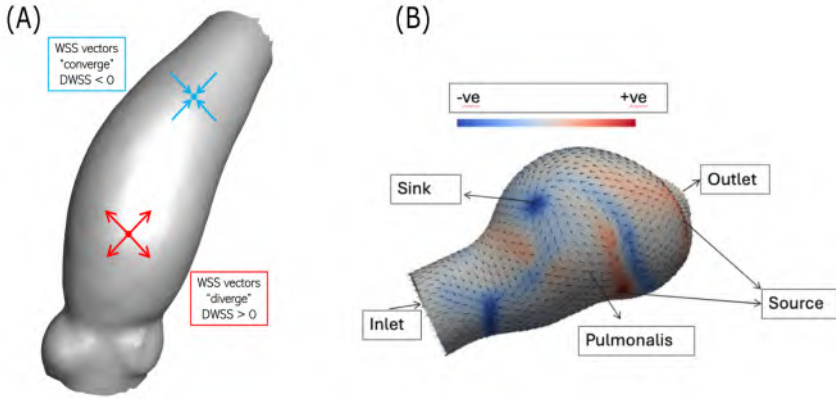 (A)
WSS vectors
"converge"
DWSS < 0
WSS vectors
"diverge"
DWSS > 0
(B)
-ve
+ve
Sink
Outlet
Inlet
Source
Pulmonalis